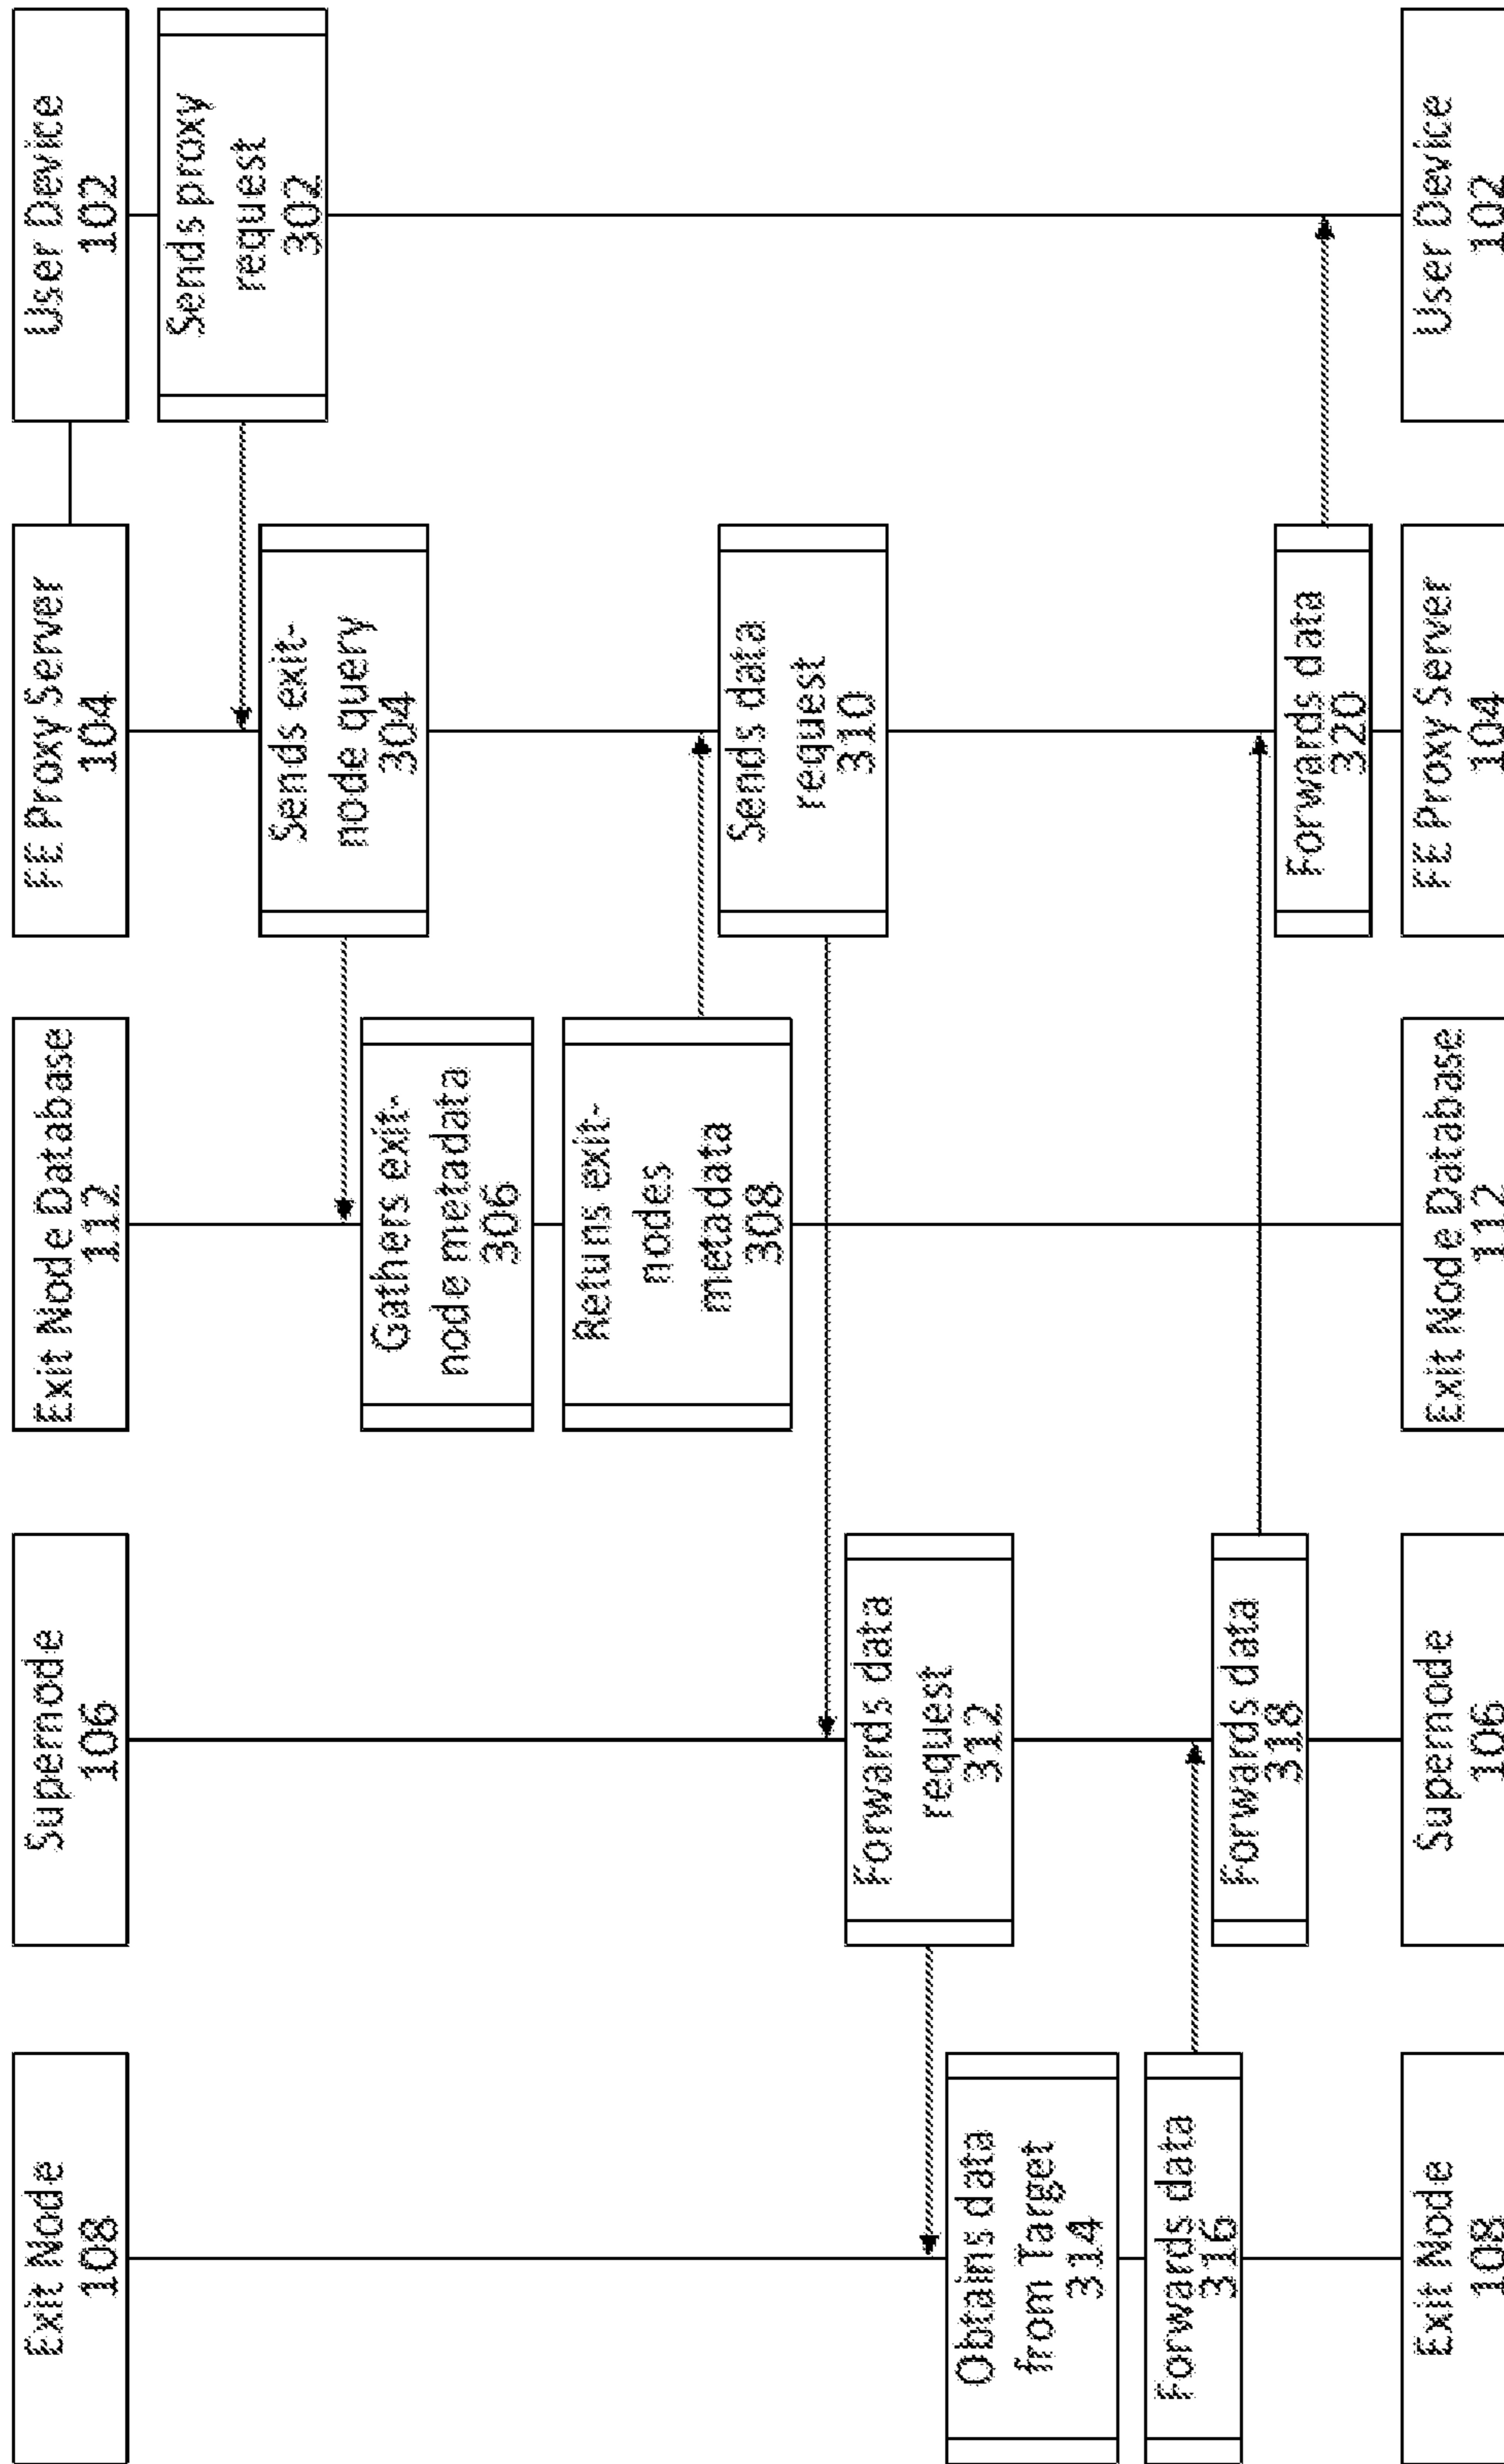 Exit Node
108
Supernode
106
Exit Node Database
112
FE Proxy Server
104
User Device
102
Sends proxy
request
302
Sends exit-
node query
304
Gathers exit-
node metadata
306
Retuns exit-
nodes
metadata
308
Sends data
request
310
Forwards data
request
312
Obtains data
from Target
314
Forwards data
316
Forwards data
318
Forwards data
320
Exit Node
108
Supernode
106
Exit Node Database
112
FE Proxy Server
104
User Device
102